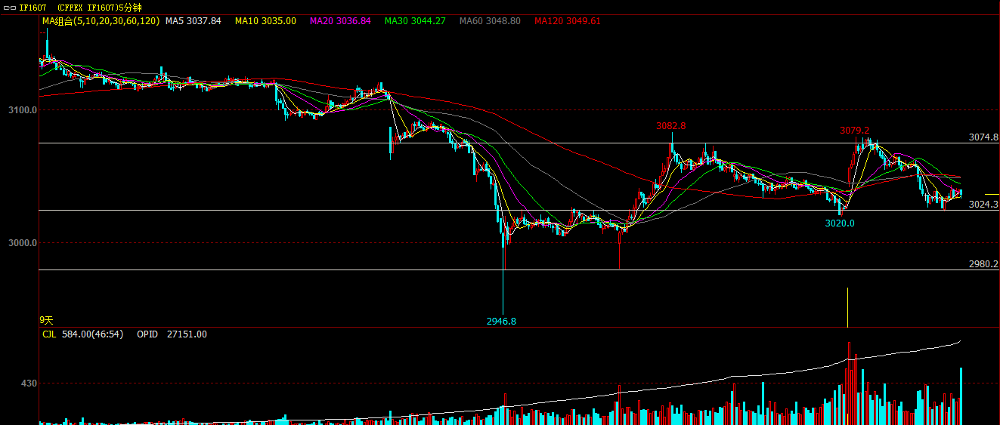 IF1607 (CFFEX IF1607)5分钟
MA组合(5,10,20,30,60,120) MA5 3037.84 MA10 3035.00 MA20 3036.84 MA30 3044.27 MA60 3048.80 MA120 3049.61
3100.0
3082.8
3079.2
3074.8
3024.3
3020.0
3000.0
2980.2
9天
2946.8
CJL 584.00(46:54) OPID 27151.00
430